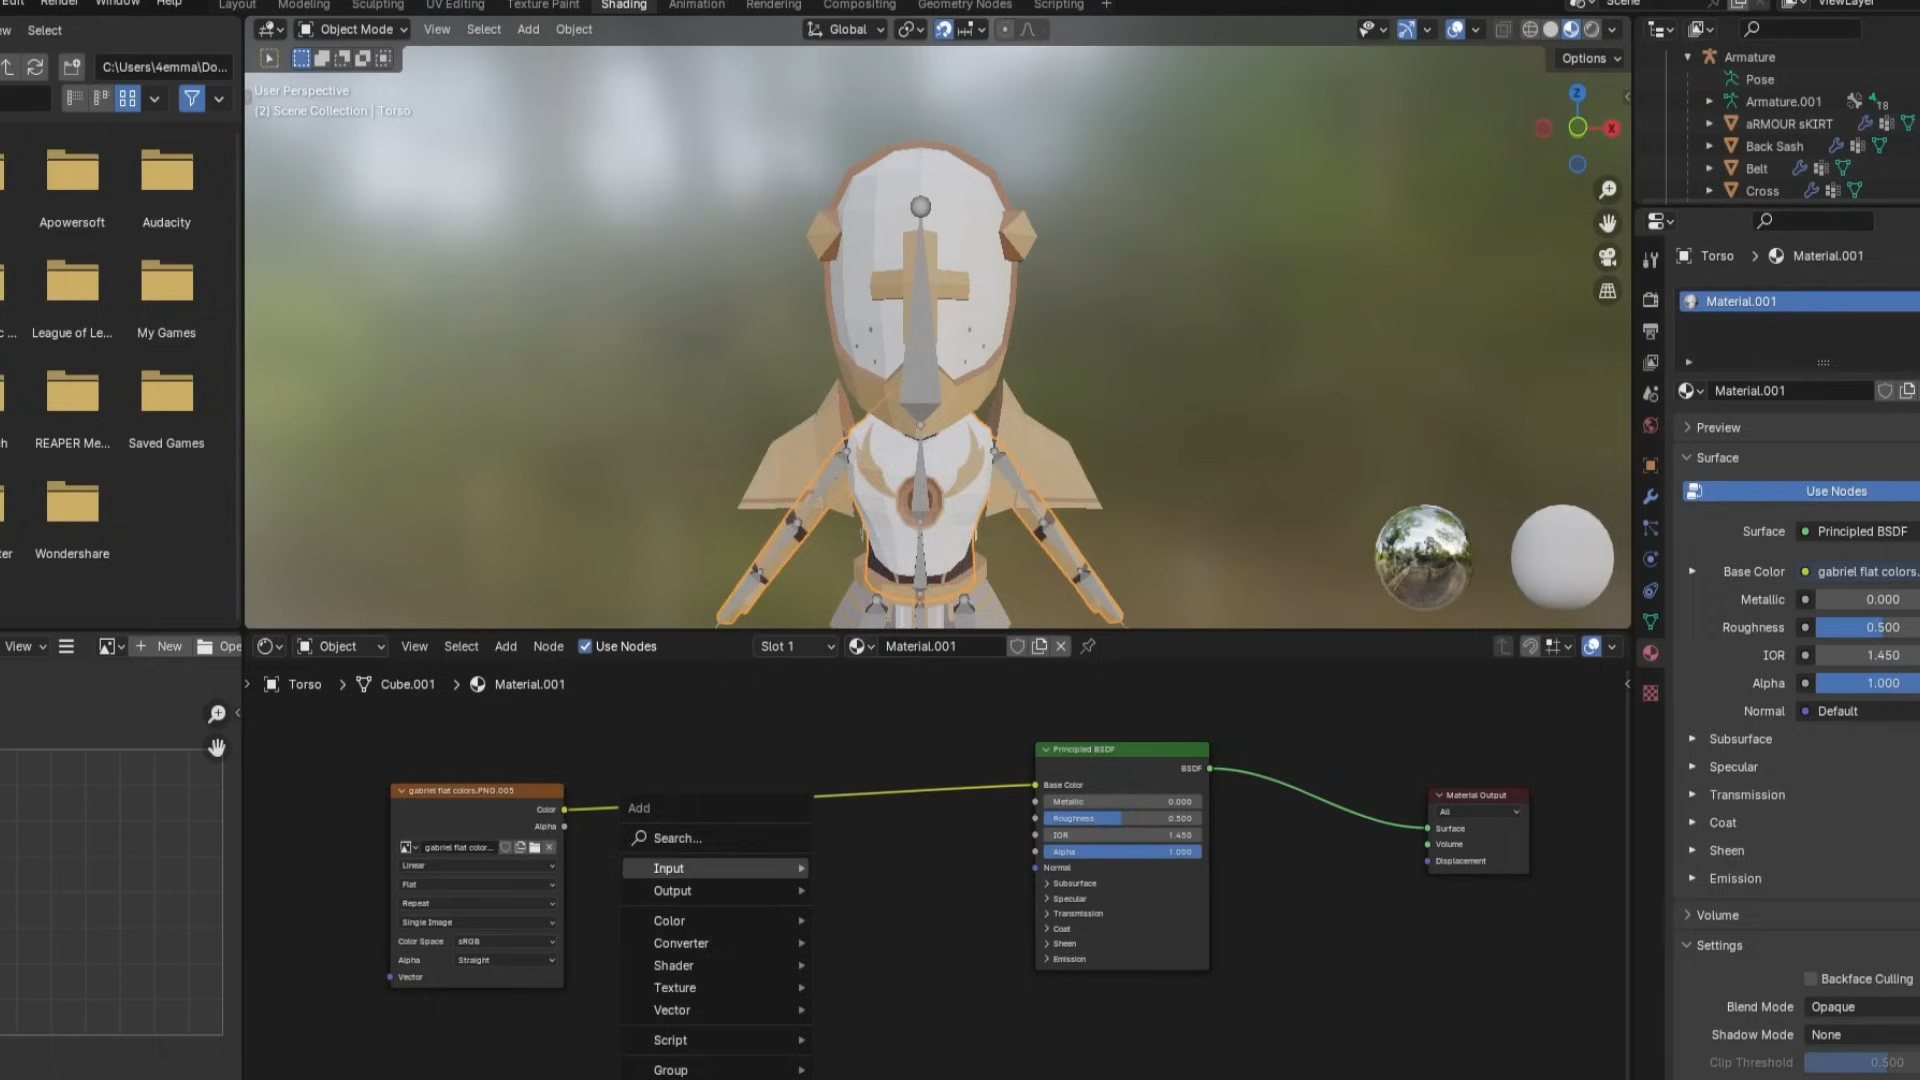 Edit Render Window Help Layout Modeling Sculpting UV Editing Texture Paint Shading Animation Rendering Compositing Geometry Nodes Scripting + Scene ViewLayer
Select
C:\Users\4emma\Do...
Apowersoft Audacity
League of Le... My Games
REAPER Me... Saved Games
Wondershare
Object Mode View Select Add Object Global
Options
User Perspective
(2) Scene Collection | Torso
Z
X
Armature
Pose
Armature.001 18
aRMOUR sKIRT
Back Sash
Belt
Cross
Torso > Material.001
Material.001
Material.001
Preview
Surface
Use Nodes
Surface Principled BSDF
Base Color gabriel flat colors.
Metallic 0.000
Roughness 0.500
IOR 1.450
Alpha 1.000
Normal Default
Subsurface
Specular
Transmission
Coat
Sheen
Emission
Volume
Settings
Backface Culling
Blend Mode Opaque
Shadow Mode None
Clip Threshold 0.500
View + New Ope
Object View Select Add Node Use Nodes Slot 1 Material.001
Torso > Cube.001 > Material.001
gabriel flat colors.PNG.005
Color
Alpha
gabriel flat color...
Linear
Flat
Repeat
Single Image
Color Space sRGB
Alpha Straight
Vector
Add
Search...
Input
Output
Color
Converter
Shader
Texture
Vector
Script
Group
Principled BSDF
BSDF
Base Color
Metallic 0.000
Roughness 0.500
IOR 1.450
Alpha 1.000
Normal
Subsurface
Specular
Transmission
Coat
Sheen
Emission
Material Output
All
Surface
Volume
Displacement